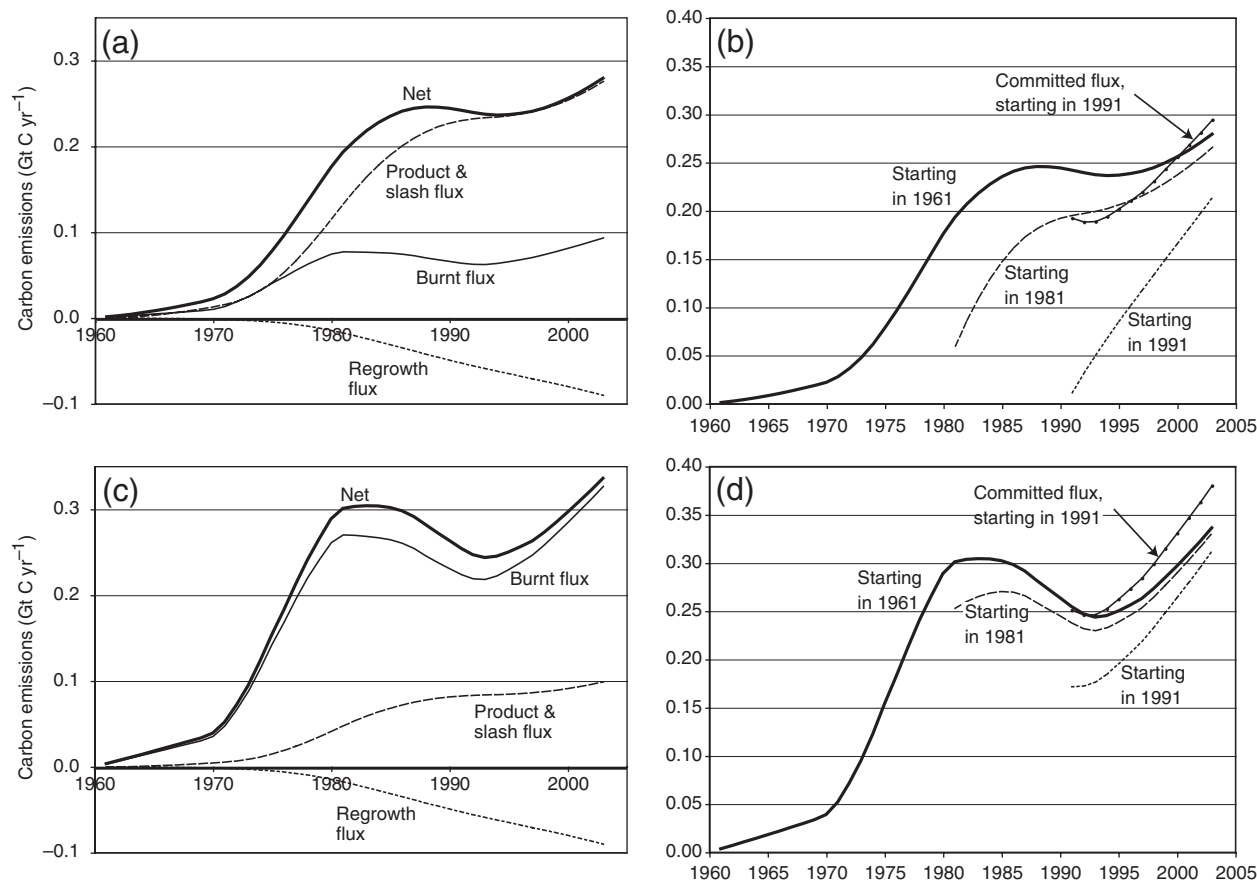 (a)
Carbon emissions (Gt C yr⁻¹)
0.3
0.2
0.1
0.0
−0.1
1960 1970 1980 1990 2000
Net
Product &
slash flux
Burnt flux
Regrowth
flux
(b)
0.40
0.35
0.30
0.25
0.20
0.15
0.10
0.05
0.00
1960 1965 1970 1975 1980 1985 1990 1995 2000 2005
Committed flux,
starting in 1991
Starting
in 1961
Starting
in 1981
Starting
in 1991
(c)
Carbon emissions (Gt C yr⁻¹)
0.3
0.2
0.1
0.0
−0.1
1960 1970 1980 1990 2000
Net
Burnt flux
Product &
slash flux
Regrowth
flux
(d)
0.40
0.35
0.30
0.25
0.20
0.15
0.10
0.05
0.00
1960 1965 1970 1975 1980 1985 1990 1995 2000 2005
Committed flux,
starting in 1991
Starting
in 1961
Starting
in 1981
Starting
in 1991